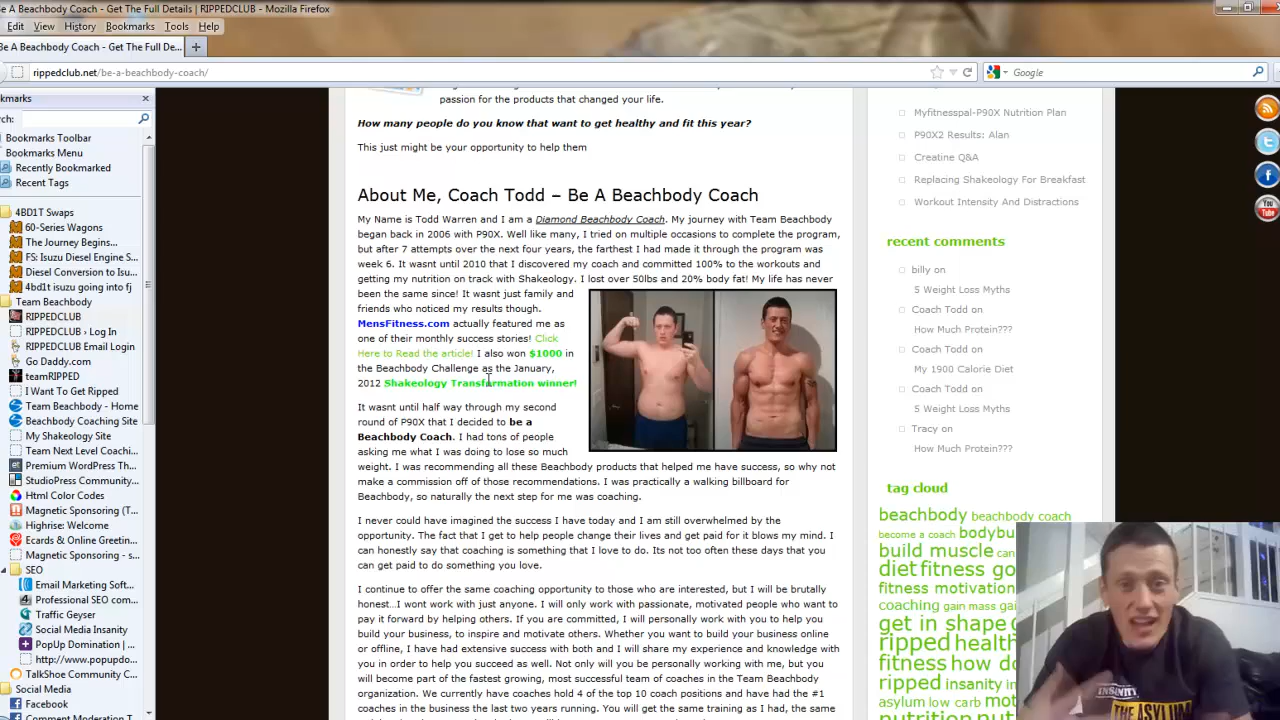 Be A Beachbody Coach - Get The Full Details | RIPPEDCLUB - Mozilla Firefox
Edit View History Bookmarks Tools Help
Be A Beachbody Coach - Get The Full De...
rippedclub.net/be-a-beachbody-coach/
Google
Bookmarks Toolbar
Bookmarks Menu
Recently Bookmarked
Recent Tags
4BD1T Swaps
60-Series Wagons
The Journey Begins...
FS: Isuzu Diesel Engine S...
Diesel Conversion to Isu...
4bd1t isuzu going into fj
Team Beachbody
RIPPEDCLUB
RIPPEDCLUB › Log In
RIPPEDCLUB Email Login
Go Daddy.com
teamRIPPED
I Want To Get Ripped
Team Beachbody - Home
Beachbody Coaching Site
My Shakeology Site
Team Next Level Coachi...
Premium WordPress Th...
StudioPress Community...
Html Color Codes
Magnetic Sponsoring (T...
Highrise: Welcome
Ecards & Online Greetin...
Magnetic Sponsoring - s...
SEO
Email Marketing Soft...
Professional SEO com...
Traffic Geyser
Social Media Insanity
PopUp Domination | ...
http://www.popupdo...
TalkShoe Community C...
Social Media
Facebook
Comment Moderation T...
passion for the products that changed your life.
How many people do you know that want to get healthy and fit this year?
This just might be your opportunity to help them
About Me, Coach Todd – Be A Beachbody Coach
My Name is Todd Warren and I am a Diamond Beachbody Coach. My journey with Team Beachbody
began back in 2006 with P90X. Well like many, I tried on multiple occasions to complete the program,
but after 7 attempts over the next four years, the farthest I had made it through the program was
week 6. It wasnt until 2010 that I discovered my coach and committed 100% to the workouts and
getting my nutrition on track with Shakeology. I lost over 50lbs and 20% body fat! My life has never
been the same since! It wasnt just family and
friends who noticed my results though.
MensFitness.com actually featured me as
one of their monthly success stories! Click
Here to Read the article! I also won $1000 in
the Beachbody Challenge as the January,
2012 Shakeology Transformation winner!
It wasnt until half way through my second
round of P90X that I decided to be a
Beachbody Coach. I had tons of people
asking me what I was doing to lose so much
weight. I was recommending all these Beachbody products that helped me have success, so why not
make a commission off of those recommendations. I was practically a walking billboard for
Beachbody, so naturally the next step for me was coaching.
I never could have imagined the success I have today and I am still overwhelmed by the
opportunity. The fact that I get to help people change their lives and get paid for it blows my mind. I
can honestly say that coaching is something that I love to do. Its not too often these days that you
can get paid to do something you love.
I continue to offer the same coaching opportunity to those who are interested, but I will be brutally
honest...I wont work with just anyone. I will only work with passionate, motivated people who want to
pay it forward by helping others. If you are committed, I will personally work with you to help you
build your business, to inspire and motivate others. Whether you want to build your business online
or offline, I have had extensive success with both and I will share my experience and knowledge with
you in order to help you succeed as well. Not only will you be personally working with me, but you
will become part of the fastest growing, most successful team of coaches in the Team Beachbody
organization. We currently have coaches hold 4 of the top 10 coach positions and have had the #1
coaches in the business the last two years running. You will get the same training as I had, the same
Myfitnesspal-P90X Nutrition Plan
P90X2 Results: Alan
Creatine Q&A
Replacing Shakeology For Breakfast
Workout Intensity And Distractions
recent comments
billy on
5 Weight Loss Myths
Coach Todd on
How Much Protein???
Coach Todd on
My 1900 Calorie Diet
Coach Todd on
5 Weight Loss Myths
Tracy on
How Much Protein???
tag cloud
beachbody beachbody coach
become a coach
build muscle
diet fitness
fitness motivation
coaching gain mass
get in shape
ripped
fitness how
ripped insanity
asylum low carb
nutrition
INSANITY
THE ASYLUM
You Tube